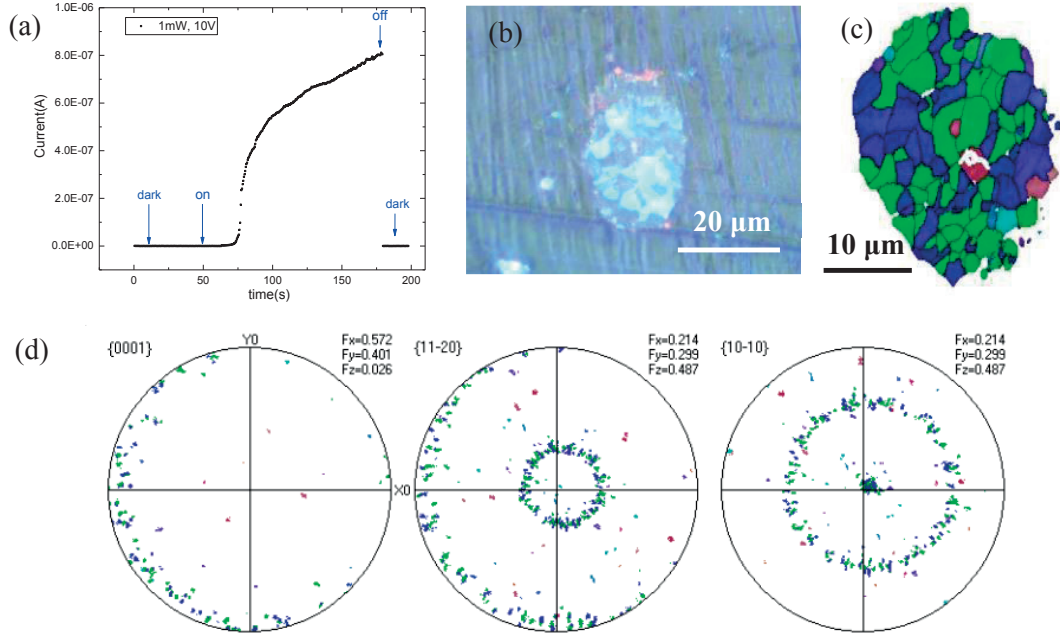 (a)
1.0E-06
8.0E-07
6.0E-07
4.0E-07
2.0E-07
0.0E+00
Current(A)
1mW, 10V
off
dark
on
dark
0
50
100
150
200
time(s)
(b)
20 μm
(c)
10 μm
(d)
{0001}
Y0
Fx=0.572
Fy=0.401
Fz=0.026
X0
{11-20}
Fx=0.214
Fy=0.299
Fz=0.487
{10-10}
Fx=0.214
Fy=0.299
Fz=0.487